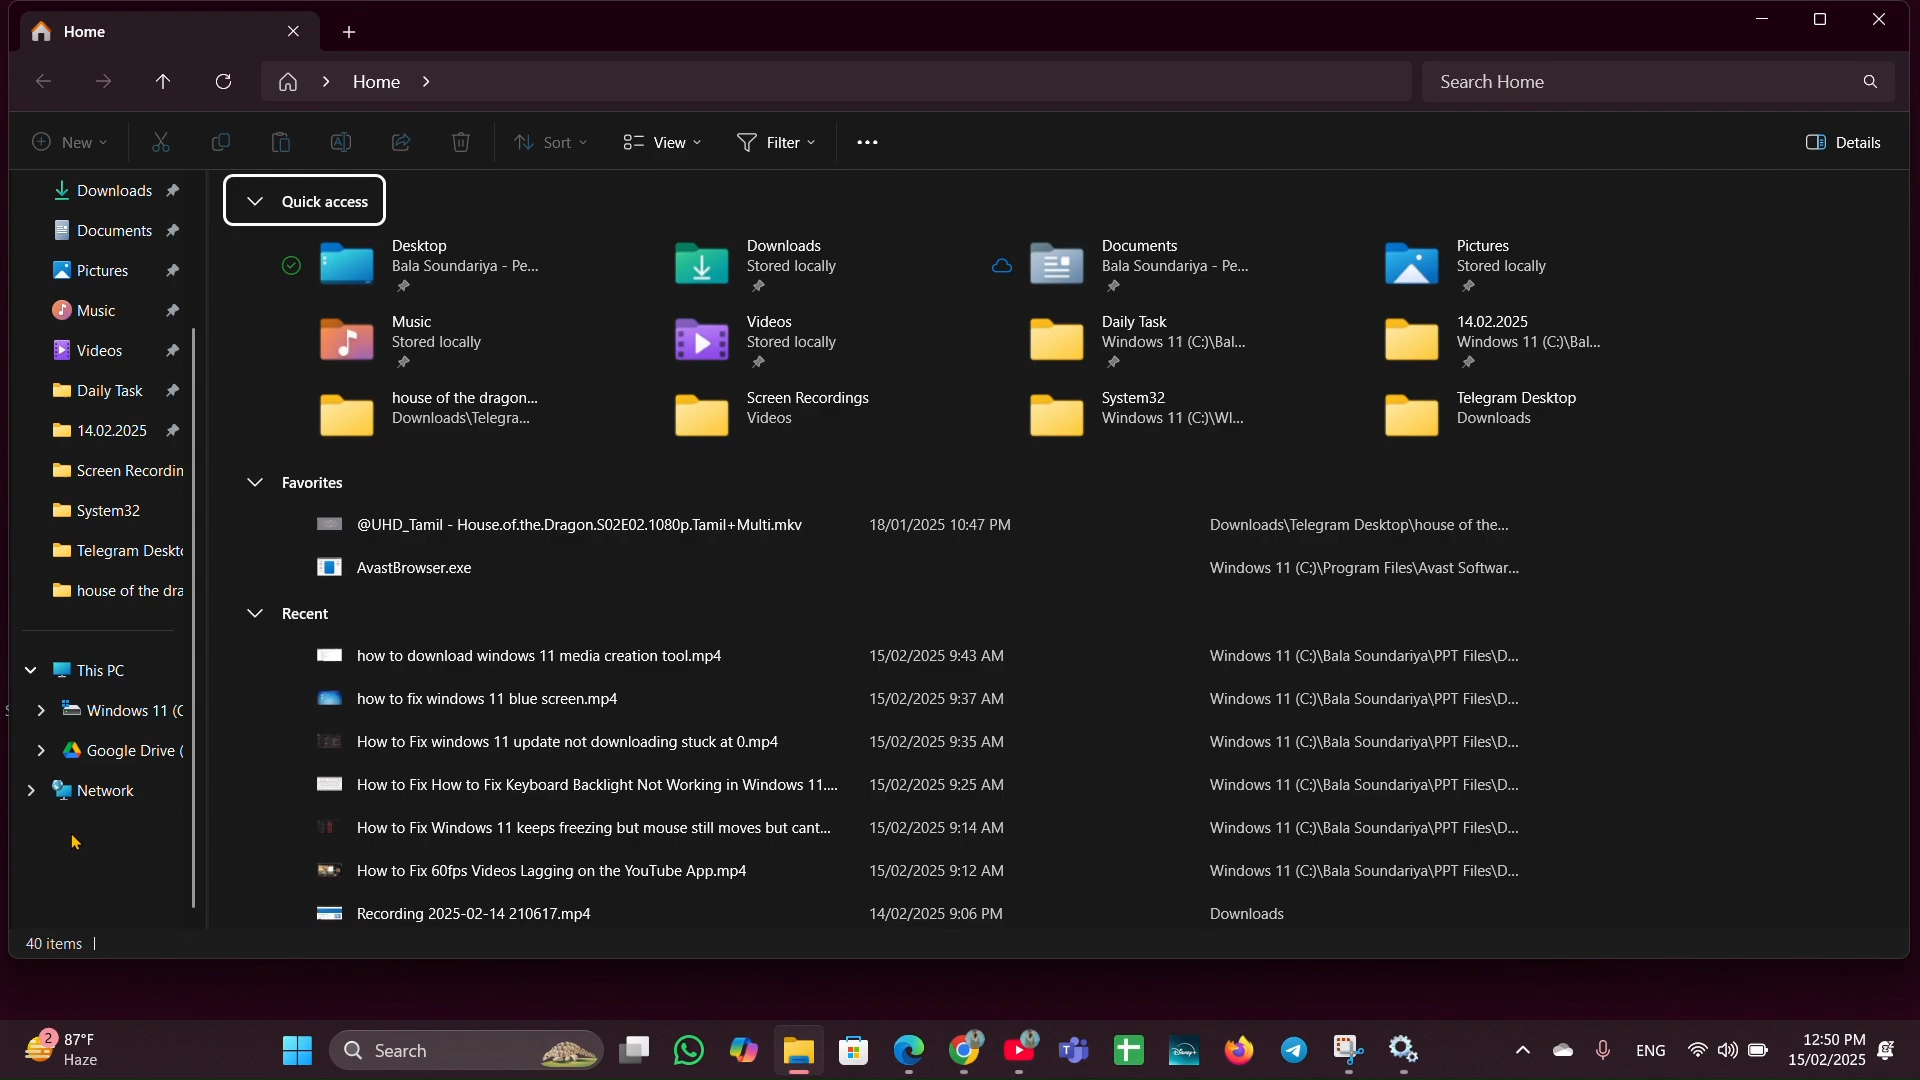 Home
Home
Search Home
New
Sort
View
Filter
Details
Downloads
Documents
Pictures
Music
Videos
Daily Task
14.02.2025
Screen Recordin
System32
Telegram Deskt
house of the dra
This PC
Windows 11 (C
Google Drive (
Network
Quick access
Desktop
Bala Soundariya - Pe...
Downloads
Stored locally
Documents
Bala Soundariya - Pe...
Pictures
Stored locally
Music
Stored locally
Videos
Stored locally
Daily Task
Windows 11 (C:)\Bal...
14.02.2025
Windows 11 (C:)\Bal...
house of the dragon...
Downloads\Telegra...
Screen Recordings
Videos
System32
Windows 11 (C:)\WI...
Telegram Desktop
Downloads
Favorites
@UHD_Tamil - House.of.the.Dragon.S02E02.1080p.Tamil+Multi.mkv 18/01/2025 10:47 PM Downloads\Telegram Desktop\house of the...
AvastBrowser.exe Windows 11 (C:)\Program Files\Avast Softwar...
Recent
how to download windows 11 media creation tool.mp4 15/02/2025 9:43 AM Windows 11 (C:)\Bala Soundariya\PPT Files\D...
how to fix windows 11 blue screen.mp4 15/02/2025 9:37 AM Windows 11 (C:)\Bala Soundariya\PPT Files\D...
How to Fix windows 11 update not downloading stuck at 0.mp4 15/02/2025 9:35 AM Windows 11 (C:)\Bala Soundariya\PPT Files\D...
How to Fix How to Fix Keyboard Backlight Not Working in Windows 11.... 15/02/2025 9:25 AM Windows 11 (C:)\Bala Soundariya\PPT Files\D...
How to Fix Windows 11 keeps freezing but mouse still moves but cant... 15/02/2025 9:14 AM Windows 11 (C:)\Bala Soundariya\PPT Files\D...
How to Fix 60fps Videos Lagging on the YouTube App.mp4 15/02/2025 9:12 AM Windows 11 (C:)\Bala Soundariya\PPT Files\D...
Recording 2025-02-14 210617.mp4 14/02/2025 9:06 PM Downloads
40 items
2
87°F
Haze
Search
Disney+
ENG
12:50 PM
15/02/2025